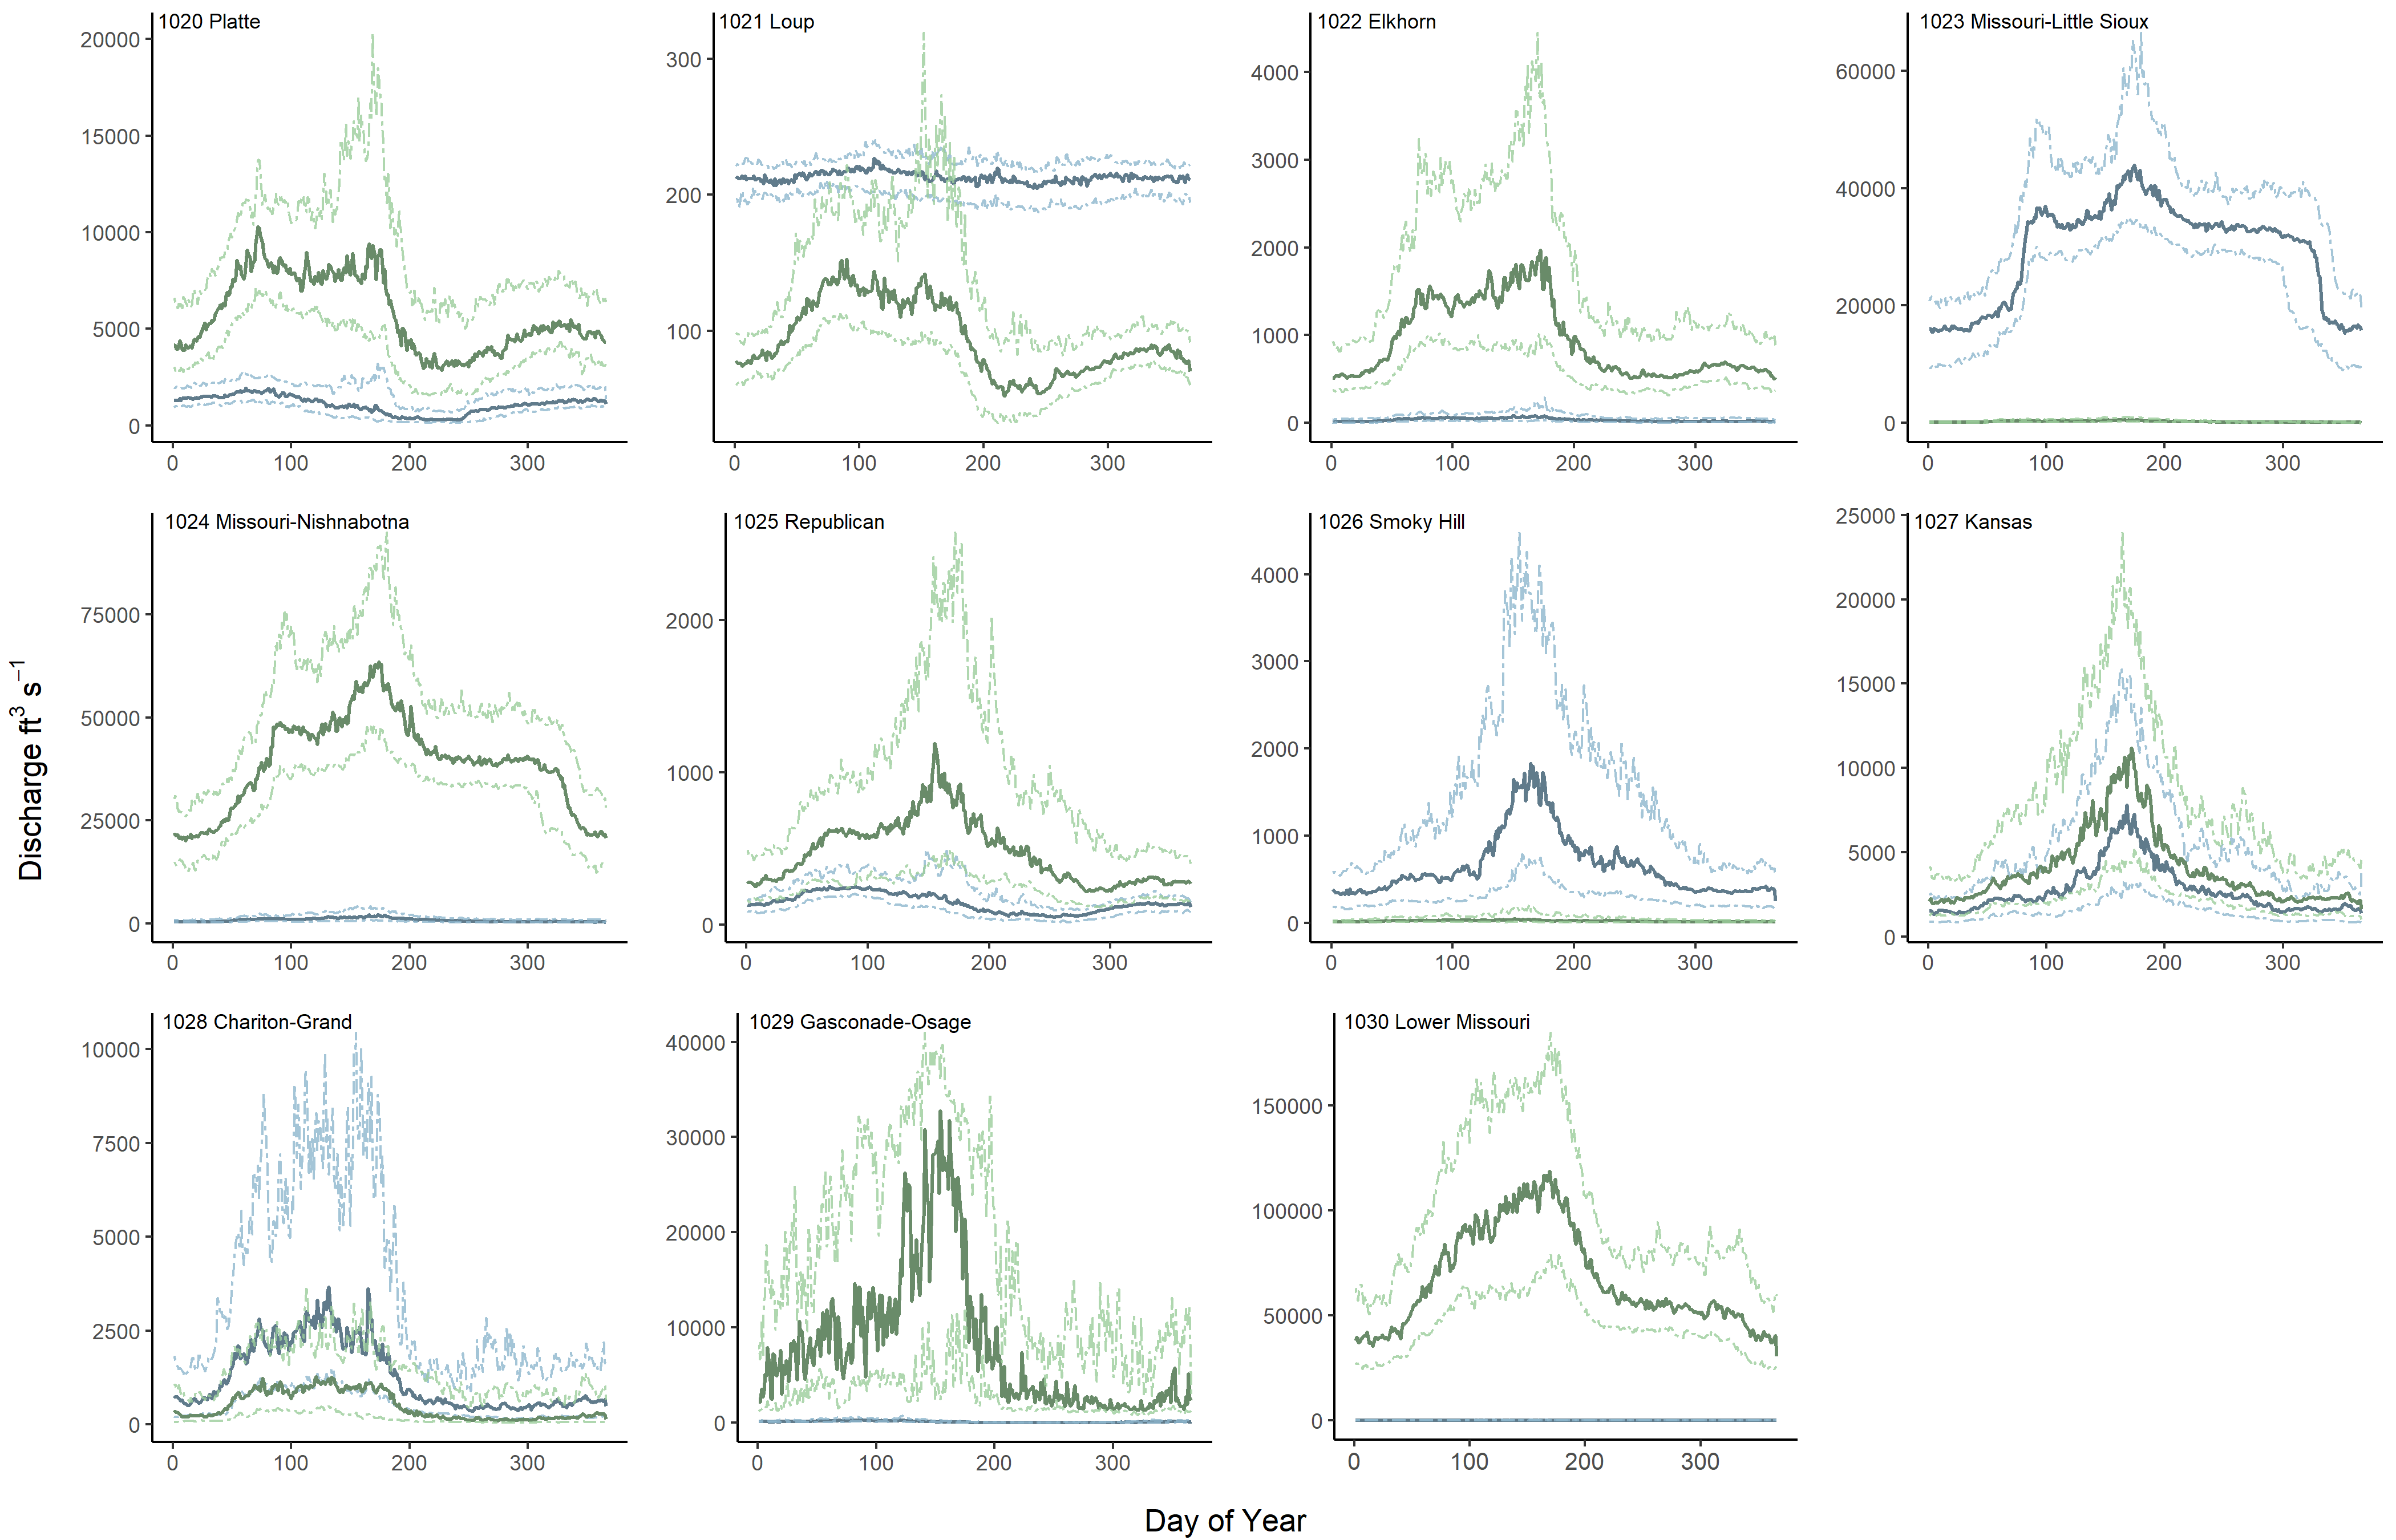 1020 Platte
20000
15000
10000
5000
0
0 100 200 300
1021 Loup
300
200
100
0 100 200 300
1022 Elkhorn
4000
3000
2000
1000
0
0 100 200 300
1023 Missouri-Little Sioux
60000
40000
20000
0
0 100 200 300
1024 Missouri-Nishnabotna
75000
50000
25000
0
0 100 200 300
1025 Republican
2000
1000
0
0 100 200 300
1026 Smoky Hill
4000
3000
2000
1000
0
0 100 200 300
1027 Kansas
25000
20000
15000
10000
5000
0
0 100 200 300
1028 Chariton-Grand
10000
7500
5000
2500
0
0 100 200 300
1029 Gasconade-Osage
40000
30000
20000
10000
0
0 100 200 300
1030 Lower Missouri
150000
100000
50000
0
0 100 200 300
Discharge ft³ s⁻¹
Day of Year